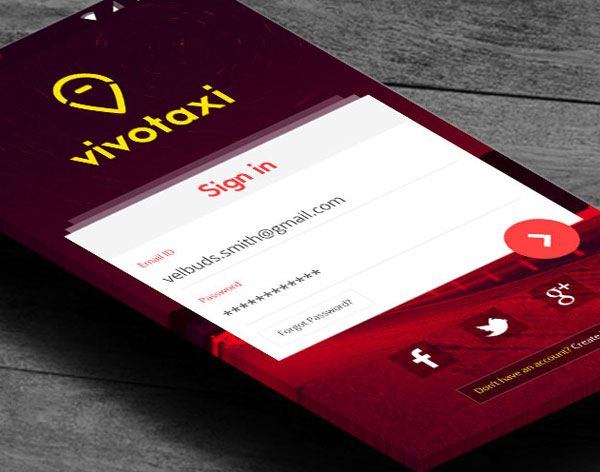 vivotaxi
Sign in
Email ID
velbuds.smith@gmail.com
Password
************
Forgot Password?
f
g+
Don't have an account? Create